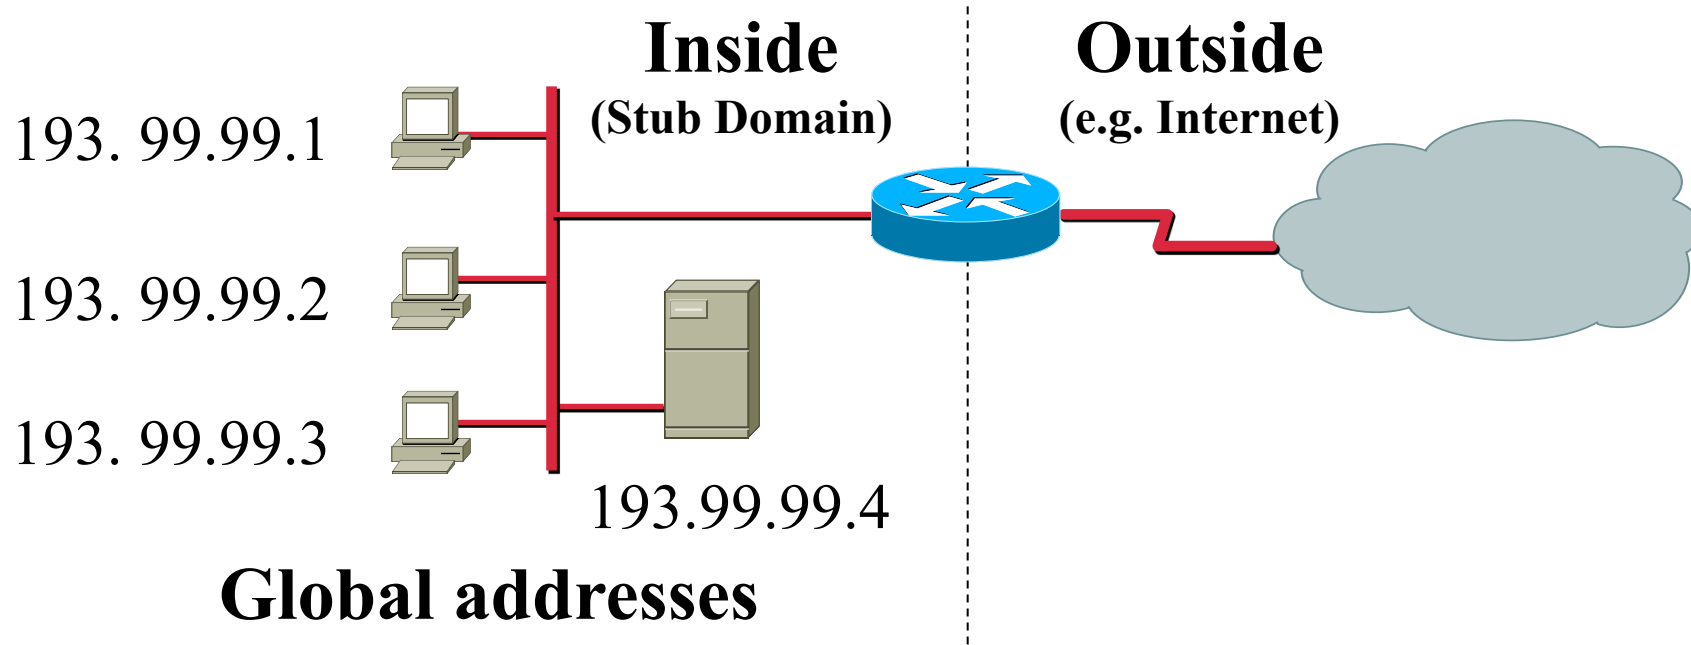 Inside
(Stub Domain)
Outside
(e.g. Internet)
193. 99.99.1
193. 99.99.2
193. 99.99.3
193.99.99.4
Global addresses